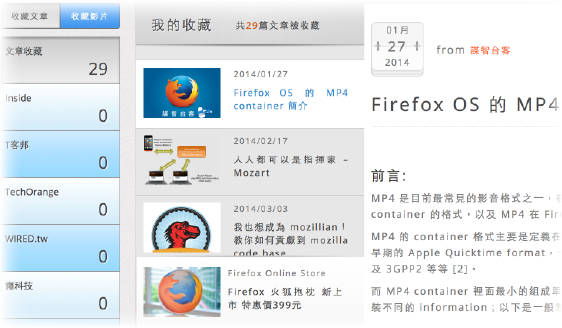 收藏文章 收藏影片
文章收藏
29
Inside
0
T客邦
0
TechOrange
0
WIRED.tw
0
癮科技
0
我的收藏 共29篇文章被收藏
謀智台客
2014/01/27
Firefox OS 的 MP4
container 簡介
2014/02/17
人人都可以是指揮家 –
Mozart
2014/03/03
我也想成為 mozillian!
教你如何貢獻到 mozilla
code base
Firefox Online Store
Firefox 火狐抱枕 新上
市 特惠價399元
01月
27
2014
from 謀智台客
Firefox OS 的 MP4
前言:
MP4 是目前最常見的影音格式之一，
container 的格式，以及 MP4 在
MP4 的 container 格式主要是定義在
早期的 Apple Quicktime format，
及 3GPP2 等等 [2]。
而 MP4 container 裡面最小的組成單
裝不同的 information；以下是一般